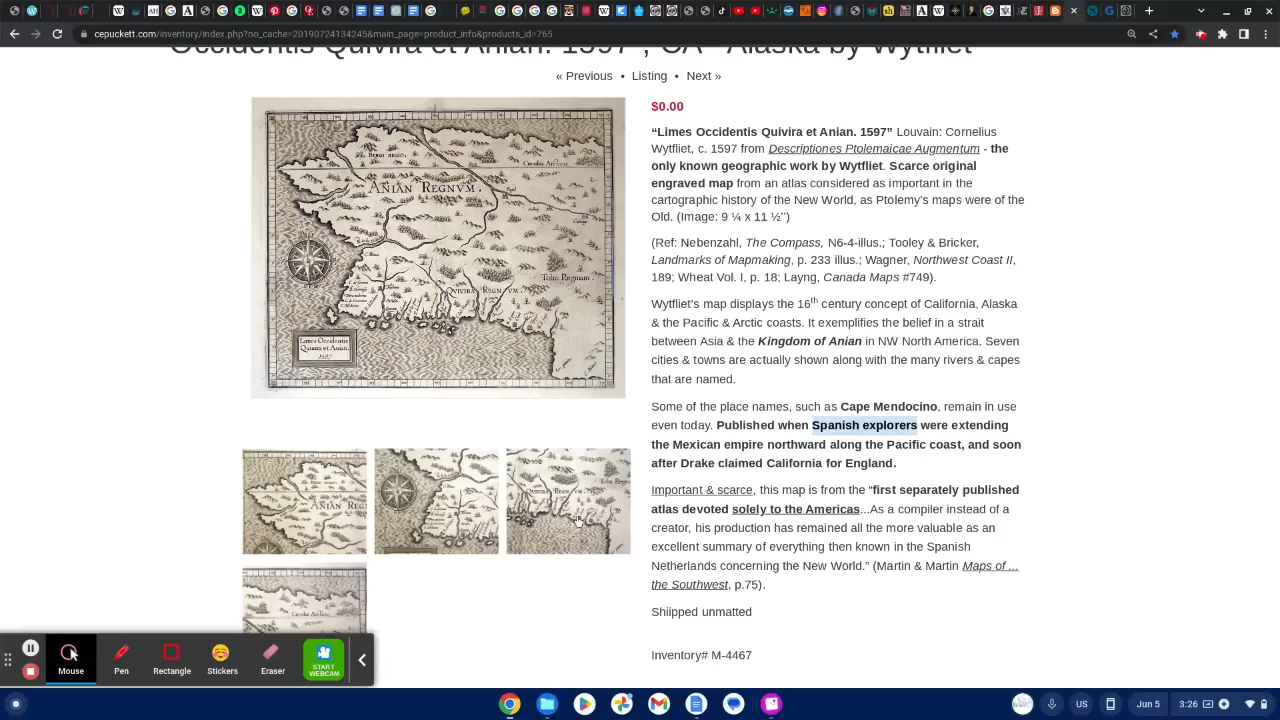 cepuckett.com/inventory/index.php?no_cache=20190724134245&main_page=product_info&products_id=765
Occidentis Quivira et Anian. 1597", CA - Alaska by Wytfliet
« Previous • Listing • Next »
$0.00
“Limes Occidentis Quivira et Anian. 1597” Louvain: Cornelius
Wytfliet, c. 1597 from Descriptiones Ptolemaicae Augmentum - the
only known geographic work by Wytfliet. Scarce original
engraved map from an atlas considered as important in the
cartographic history of the New World, as Ptolemy's maps were of the
Old. (Image: 9 ¼ x 11 ½’’)
(Ref: Nebenzahl, The Compass, N6-4-illus.; Tooley & Bricker,
Landmarks of Mapmaking, p. 233 illus.; Wagner, Northwest Coast II,
189; Wheat Vol. I, p. 18; Layng, Canada Maps #749).
Wytfliet's map displays the 16th century concept of California, Alaska
& the Pacific & Arctic coasts. It exemplifies the belief in a strait
between Asia & the Kingdom of Anian in NW North America. Seven
cities & towns are actually shown along with the many rivers & capes
that are named.
Some of the place names, such as Cape Mendocino, remain in use
even today. Published when Spanish explorers were extending
the Mexican empire northward along the Pacific coast, and soon
after Drake claimed California for England.
Important & scarce, this map is from the “first separately published
atlas devoted solely to the Americas...As a compiler instead of a
creator, his production has remained all the more valuable as an
excellent summary of everything then known in the Spanish
Netherlands concerning the New World.” (Martin & Martin Maps of ...
the Southwest, p.75).
Shiipped unmatted
Inventory# M-4467
ANIAN REGNVM.
Circulus Arcticus
Tolm Regnum.
QUIVIRA REGNVM.
Limes Occidentis
Quivira et Anian.
1597
Mouse
Pen
Rectangle
Stickers
Eraser
START
WEBCAM
US
Jun 5
3:26